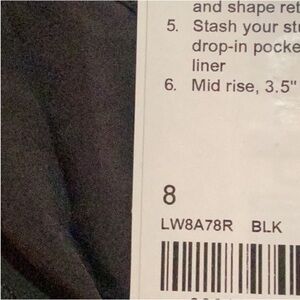 and shape ret
5. Stash your stu
drop-in pocke
liner
6. Mid rise, 3.5"
8
LW8A78R BLK